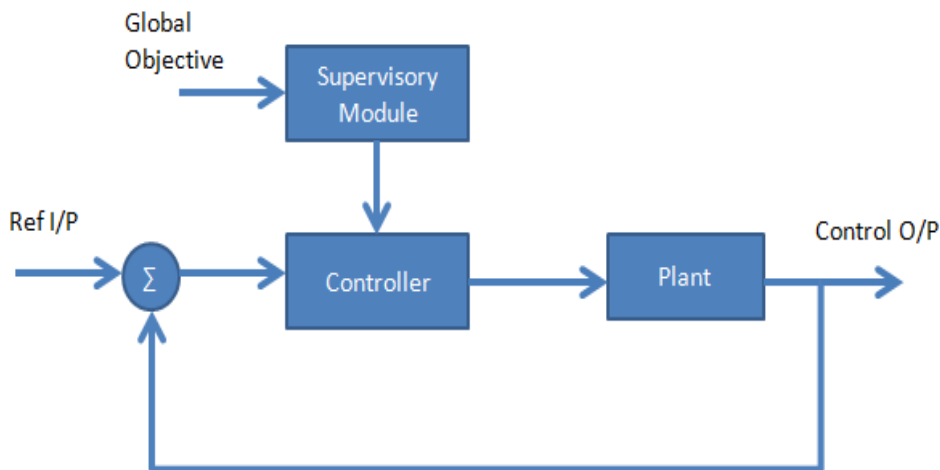 Global
Objective
Supervisory
Module
Ref I/P
Σ
Controller
Plant
Control O/P